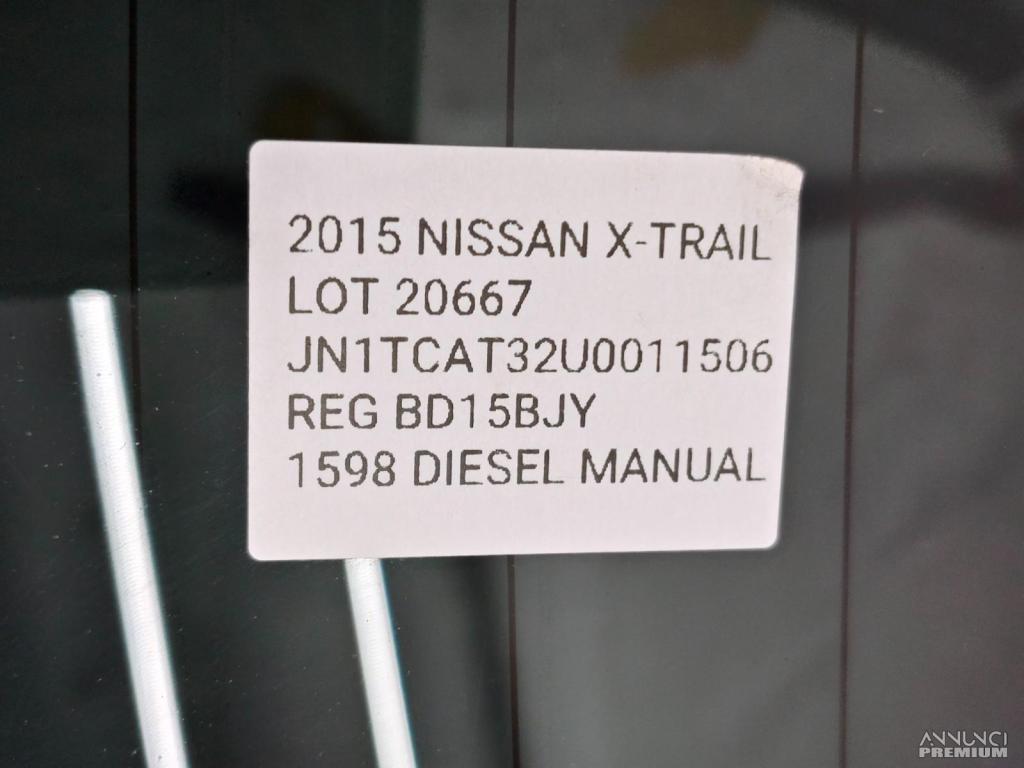 2015 NISSAN X-TRAIL
LOT 20667
JN1TCAT32U0011506
REG BD15BJY
1598 DIESEL MANUAL
ANNUNCI
PREMIUM